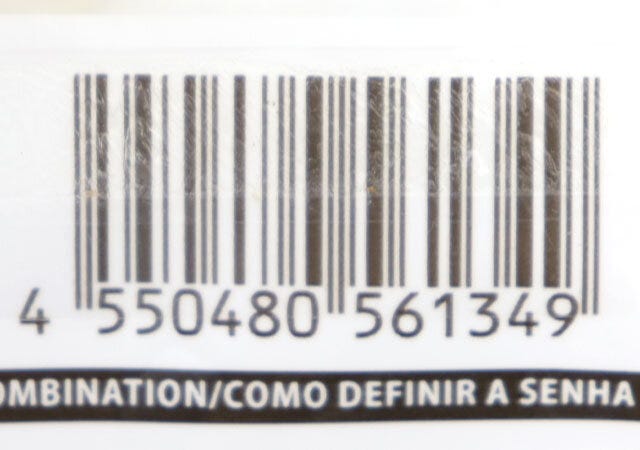 4 550480 561349
OMBINATION/COMO DEFINIR A SENHA